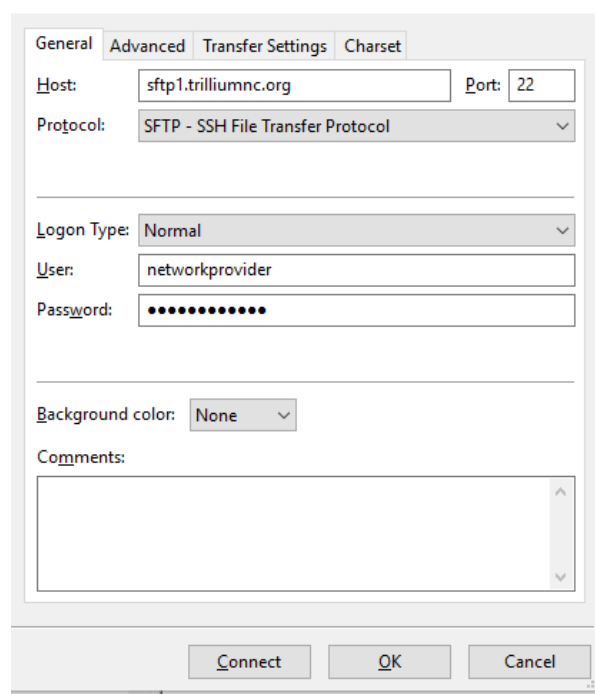 General Advanced Transfer Settings Charset
Host: sftp1.trilliumnc.org Port: 22
Protocol: SFTP - SSH File Transfer Protocol
Logon Type: Normal
User: networkprovider
Password: ●●●●●●●●●●●●
Background color: None
Comments:
Connect OK Cancel